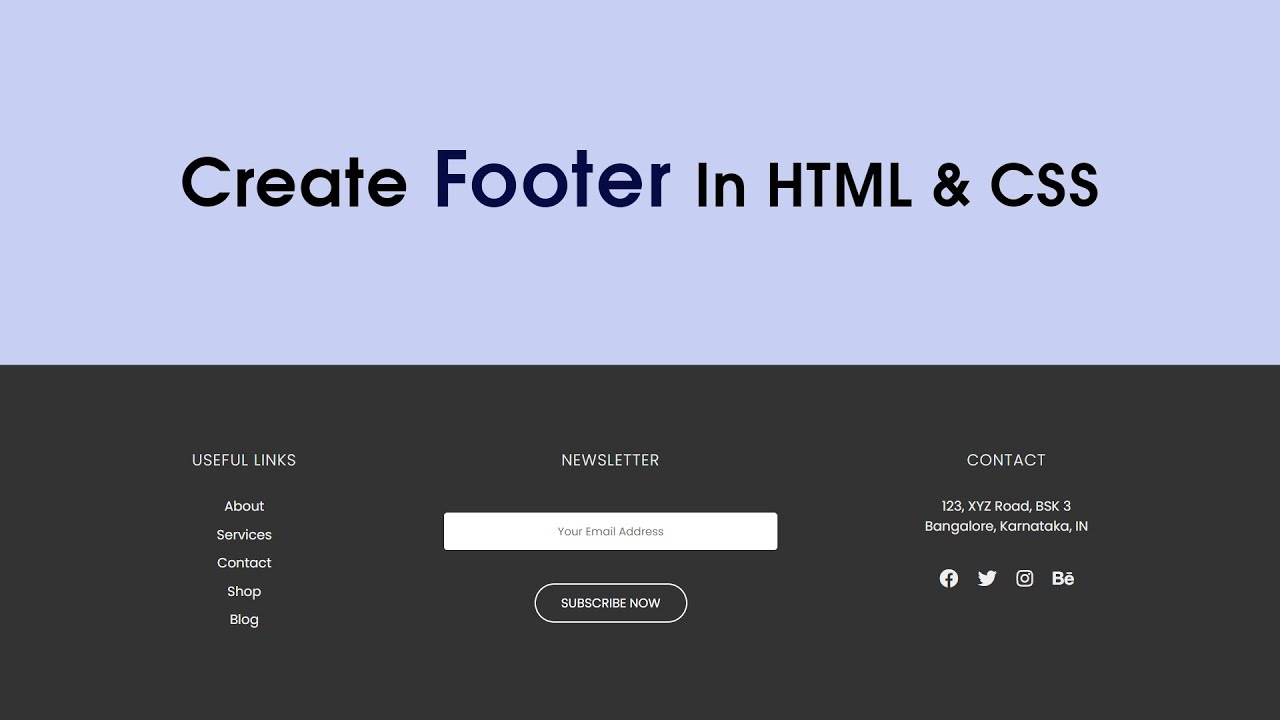 Create Footer In HTML & CSS
USEFUL LINKS
About
Services
Contact
Shop
Blog
NEWSLETTER
Your Email Address
SUBSCRIBE NOW
CONTACT
123, XYZ Road, BSK 3
Bangalore, Karnataka, IN
Bē